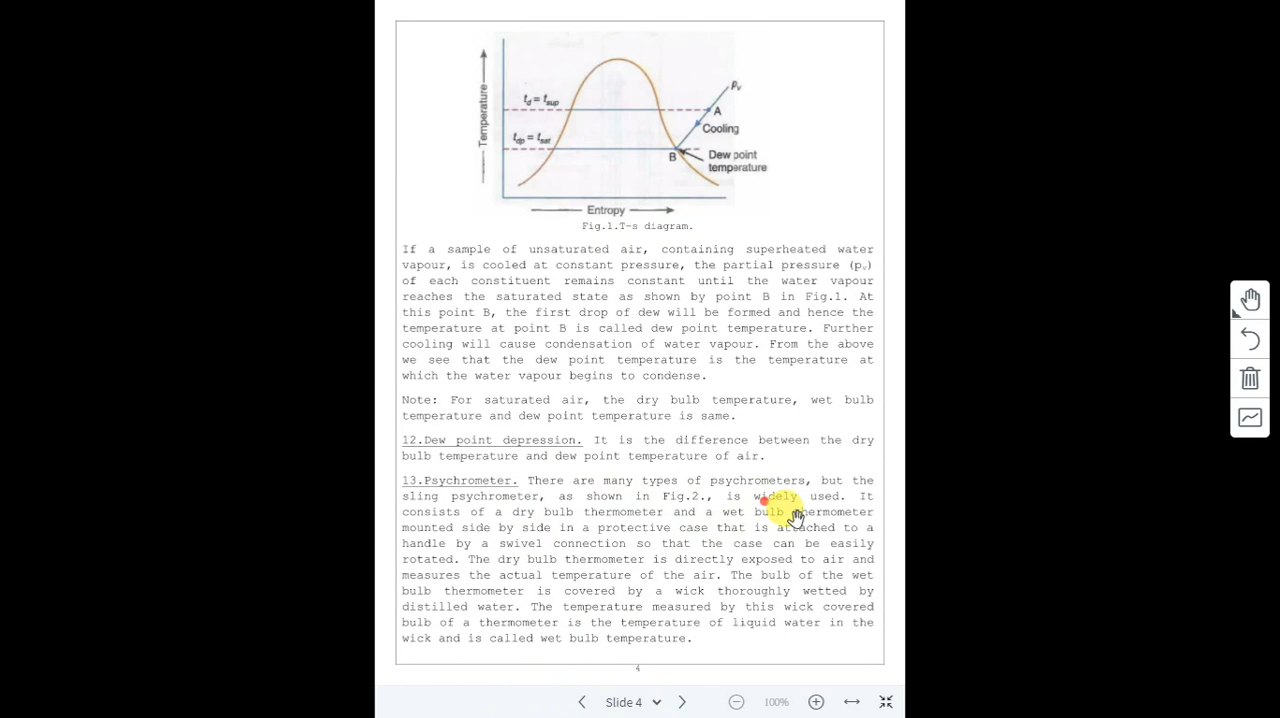 Temperature
td = tsup
tdp = tsat
pv
A
Cooling
B
Dew point
temperature
Entropy
Fig.1.T-s diagram.
If a sample of unsaturated air, containing superheated water
vapour, is cooled at constant pressure, the partial pressure (pv)
of each constituent remains constant until the water vapour
reaches the saturated state as shown by point B in Fig.1. At
this point B, the first drop of dew will be formed and hence the
temperature at point B is called dew point temperature. Further
cooling will cause condensation of water vapour. From the above
we see that the dew point temperature is the temperature at
which the water vapour begins to condense.
Note: For saturated air, the dry bulb temperature, wet bulb
temperature and dew point temperature is same.
12.Dew point depression. It is the difference between the dry
bulb temperature and dew point temperature of air.
13.Psychrometer. There are many types of psychrometers, but the
sling psychrometer, as shown in Fig.2., is widely used. It
consists of a dry bulb thermometer and a wet bulb thermometer
mounted side by side in a protective case that is attached to a
handle by a swivel connection so that the case can be easily
rotated. The dry bulb thermometer is directly exposed to air and
measures the actual temperature of the air. The bulb of the wet
bulb thermometer is covered by a wick thoroughly wetted by
distilled water. The temperature measured by this wick covered
bulb of a thermometer is the temperature of liquid water in the
wick and is called wet bulb temperature.
4
Slide 4
100%